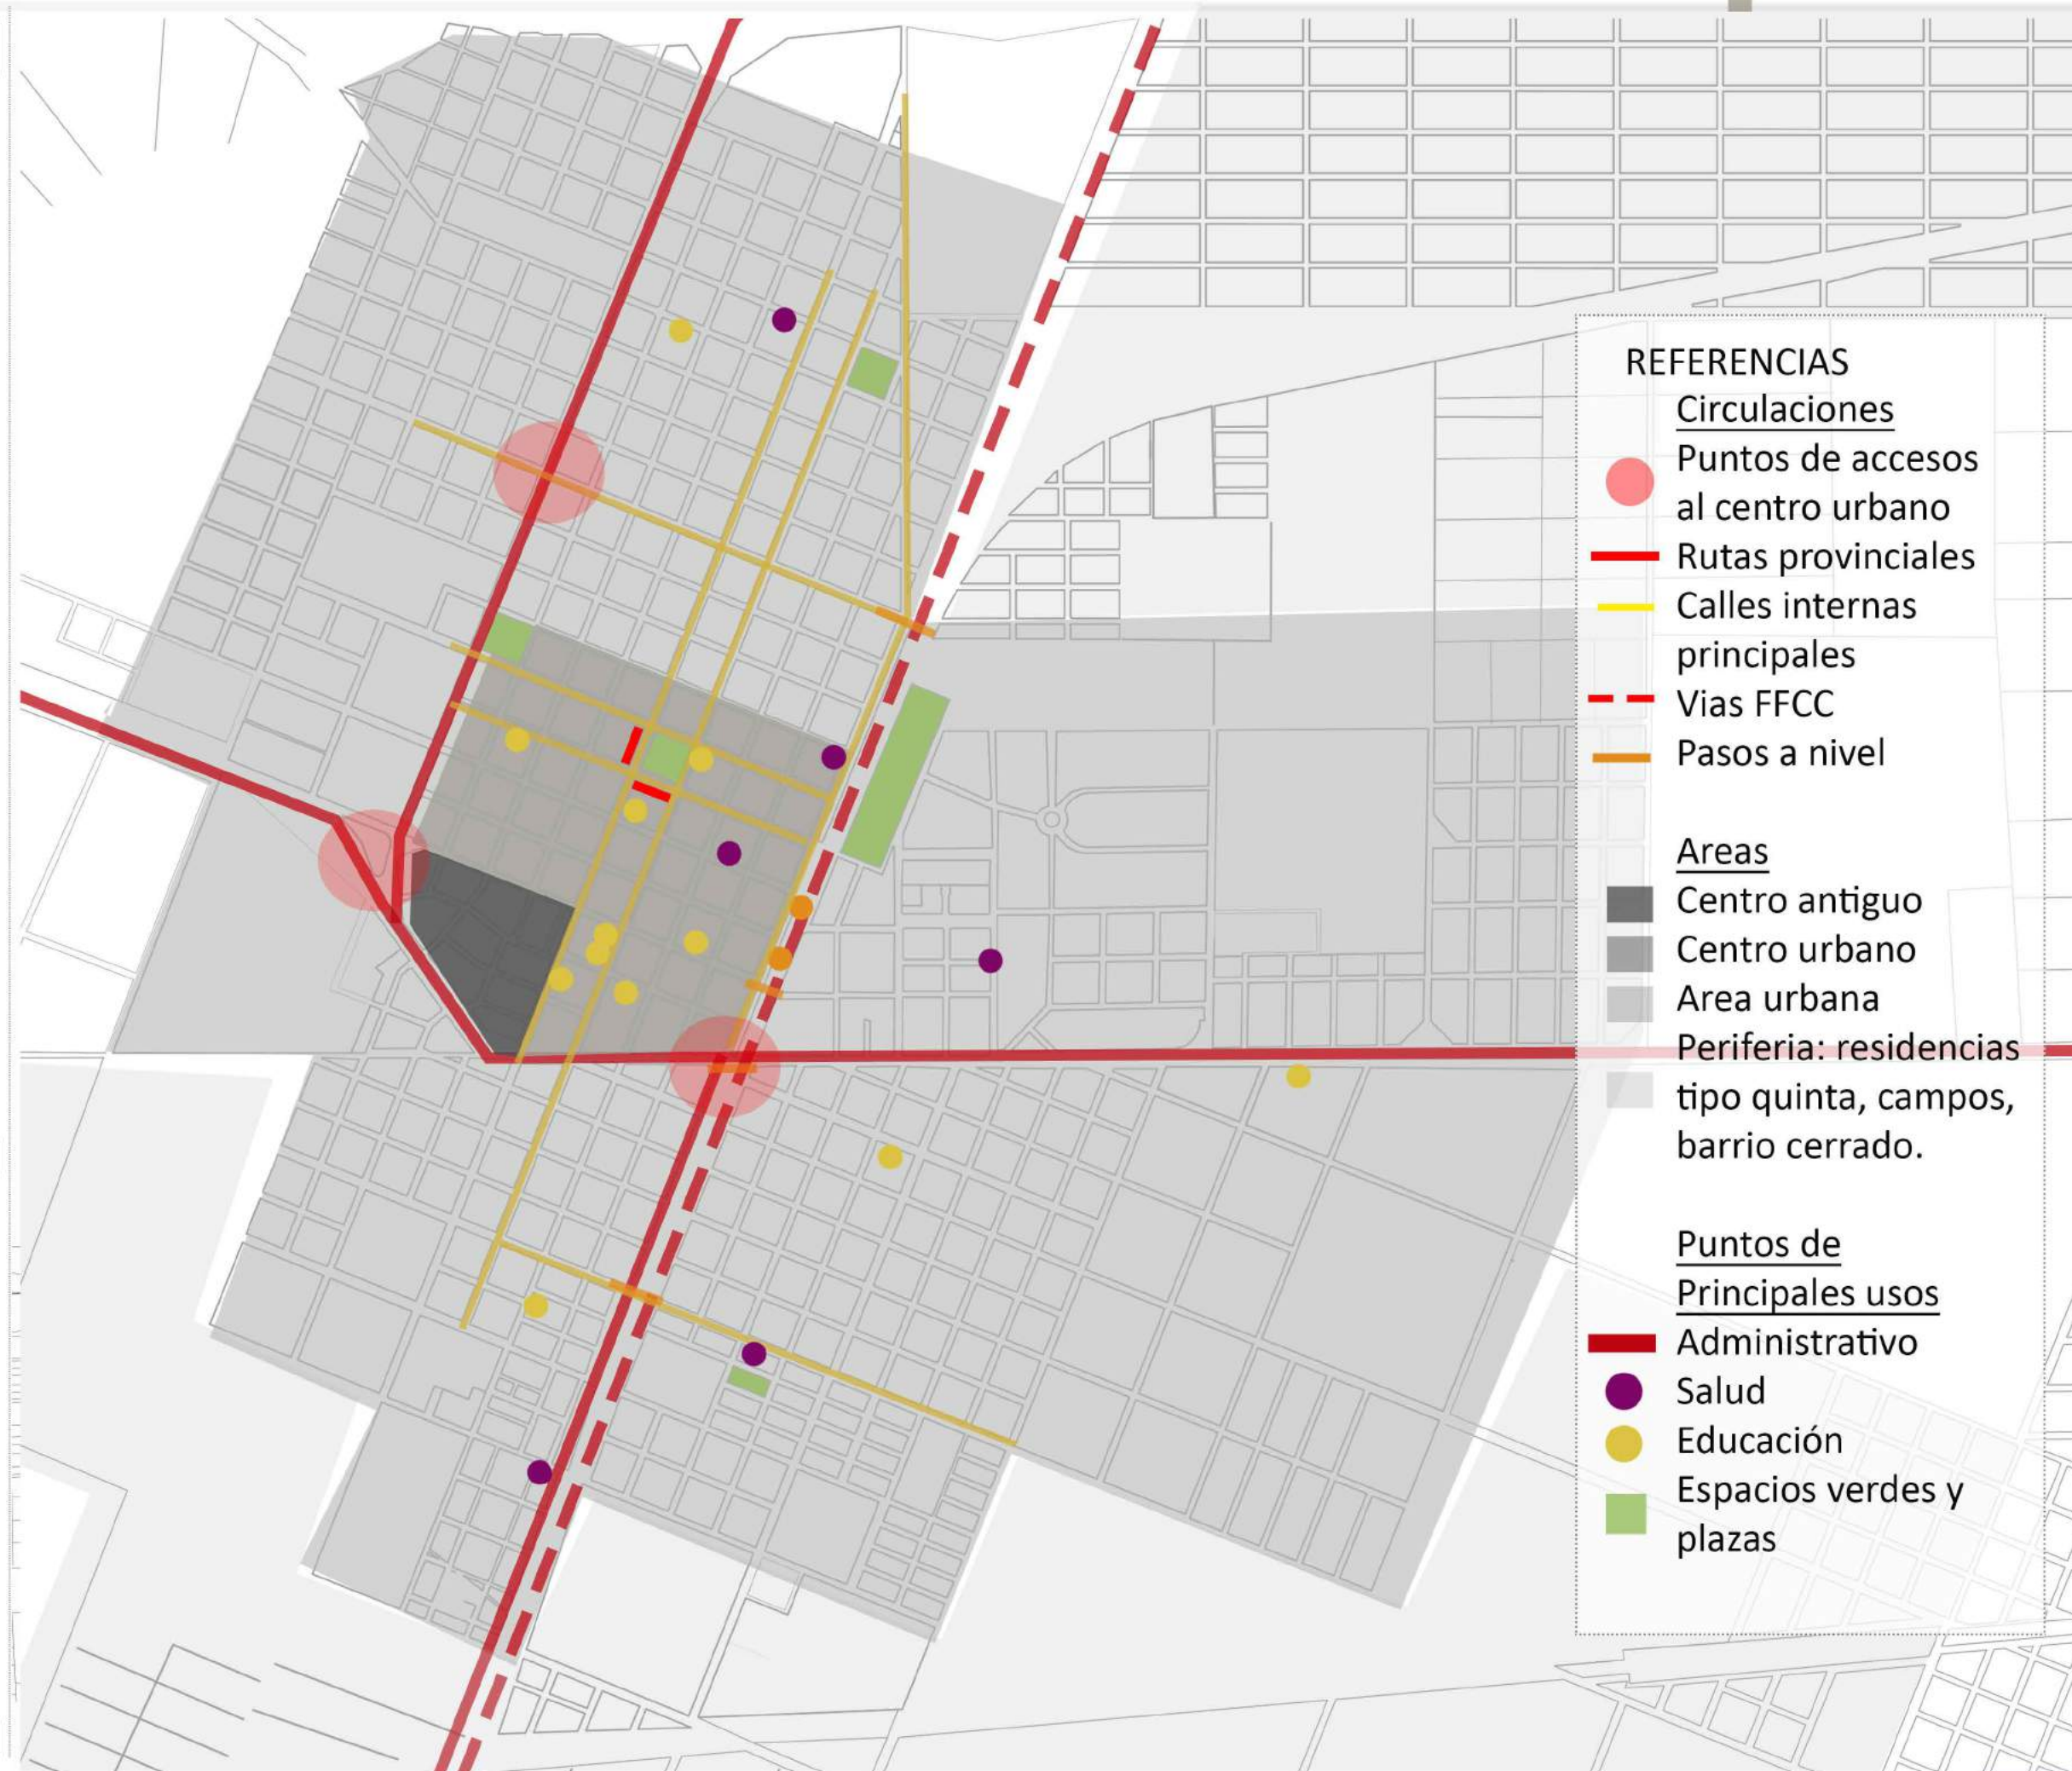 REFERENCIAS
Circulaciones
Puntos de accesos
al centro urbano
Rutas provinciales
Calles internas
principales
Vias FFCC
Pasos a nivel
Areas
Centro antiguo
Centro urbano
Area urbana
Periferia: residencias
tipo quinta, campos,
barrio cerrado.
Puntos de
Principales usos
Administrativo
Salud
Educación
Espacios verdes y
plazas